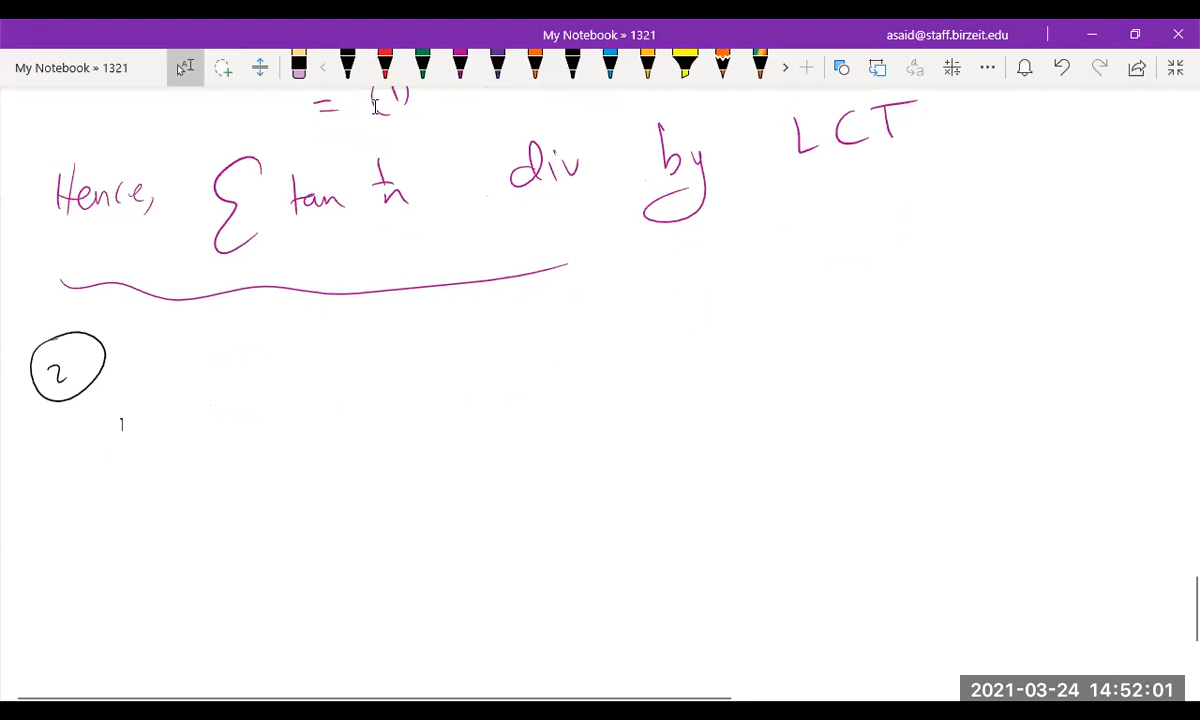 My Notebook » 1321
asaid@staff.birzeit.edu
My Notebook » 1321
= (1)
Hence, Σ tan 1/n div by LCT
2
2021-03-24 14:52:01